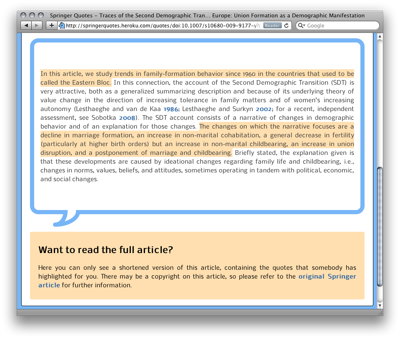 Springer Quotes – Traces of the Second Demographic Tran... Europe: Union Formation as a Demographic Manifestation
http://springerquotes.heroku.com/quotes/doi:10.1007/s10680-009-9177-y
Reader
Google
In this article, we study trends in family-formation behavior since 1960 in the countries that used to be
called the Eastern Bloc. In this connection, the account of the Second Demographic Transition (SDT) is
very attractive, both as a generalized summarizing description and because of its underlying theory of
value change in the direction of increasing tolerance in family matters and of women's increasing
autonomy (Lesthaeghe and van de Kaa 1986; Lesthaeghe and Surkyn 2002; for a recent, independent
assessment, see Sobotka 2008). The SDT account consists of a narrative of changes in demographic
behavior and of an explanation for those changes. The changes on which the narrative focuses are a
decline in marriage formation, an increase in non-marital cohabitation, a general decrease in fertility
(particularly at higher birth orders) but an increase in non-marital childbearing, an increase in union
disruption, and a postponement of marriage and childbearing. Briefly stated, the explanation given is
that these developments are caused by ideational changes regarding family life and childbearing, i.e.,
changes in norms, values, beliefs, and attitudes, sometimes operating in tandem with political, economic,
and social changes.
Want to read the full article?
Here you can only see a shortened version of this article, containing the quotes that somebody has
highlighted for you. There may be a copyright on this article, so please refer to the original Springer
article for further information.